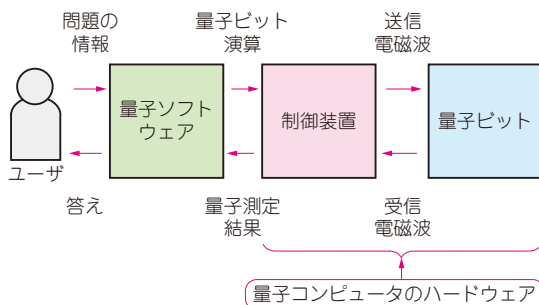 問題の
情報
量子ビット
演算
送信
電磁波
量子ソフト
ウェア
制御装置
量子ビット
ユーザ
答え
量子測定
結果
受信
電磁波
量子コンピュータのハードウェア